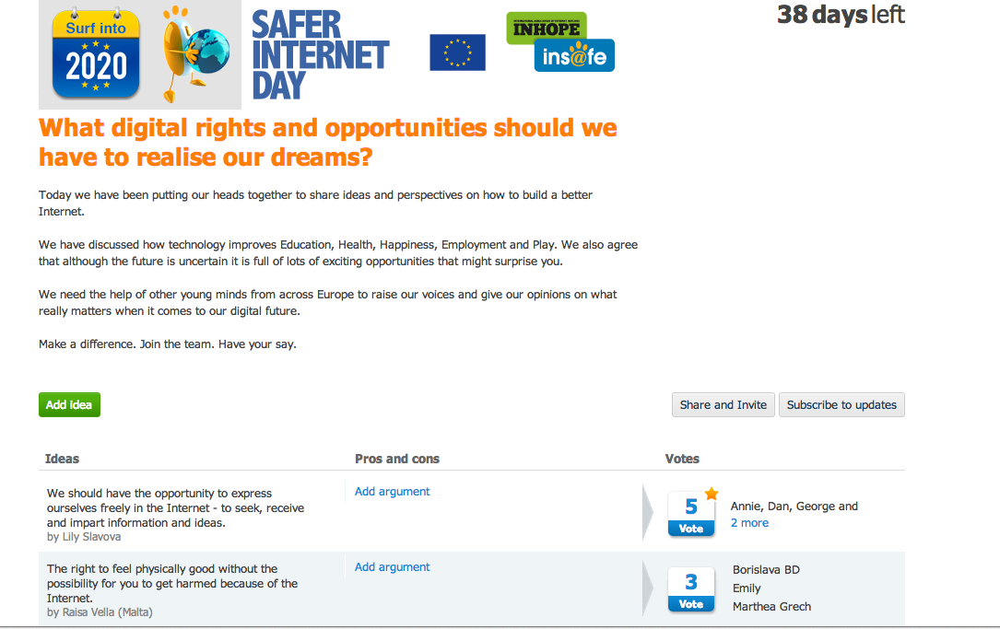 Surf into
2020
SAFER
INTERNET
DAY
INHOPE
ins@fe
38 days left
What digital rights and opportunities should we
have to realise our dreams?
Today we have been putting our heads together to share ideas and perspectives on how to build a better
Internet.
We have discussed how technology improves Education, Health, Happiness, Employment and Play. We also agree
that although the future is uncertain it is full of lots of exciting opportunities that might surprise you.
We need the help of other young minds from across Europe to raise our voices and give our opinions on what
really matters when it comes to our digital future.
Make a difference. Join the team. Have your say.
Add idea
Share and Invite
Subscribe to updates
Ideas
Pros and cons
Votes
We should have the opportunity to express
ourselves freely in the Internet - to seek, receive
and impart information and ideas.
by Lily Slavova
Add argument
5
Vote
Annie, Dan, George and
2 more
The right to feel physically good without the
possibility for you to get harmed because of the
Internet.
by Raisa Vella (Malta)
Add argument
3
Vote
Borislava BD
Emily
Marthea Grech